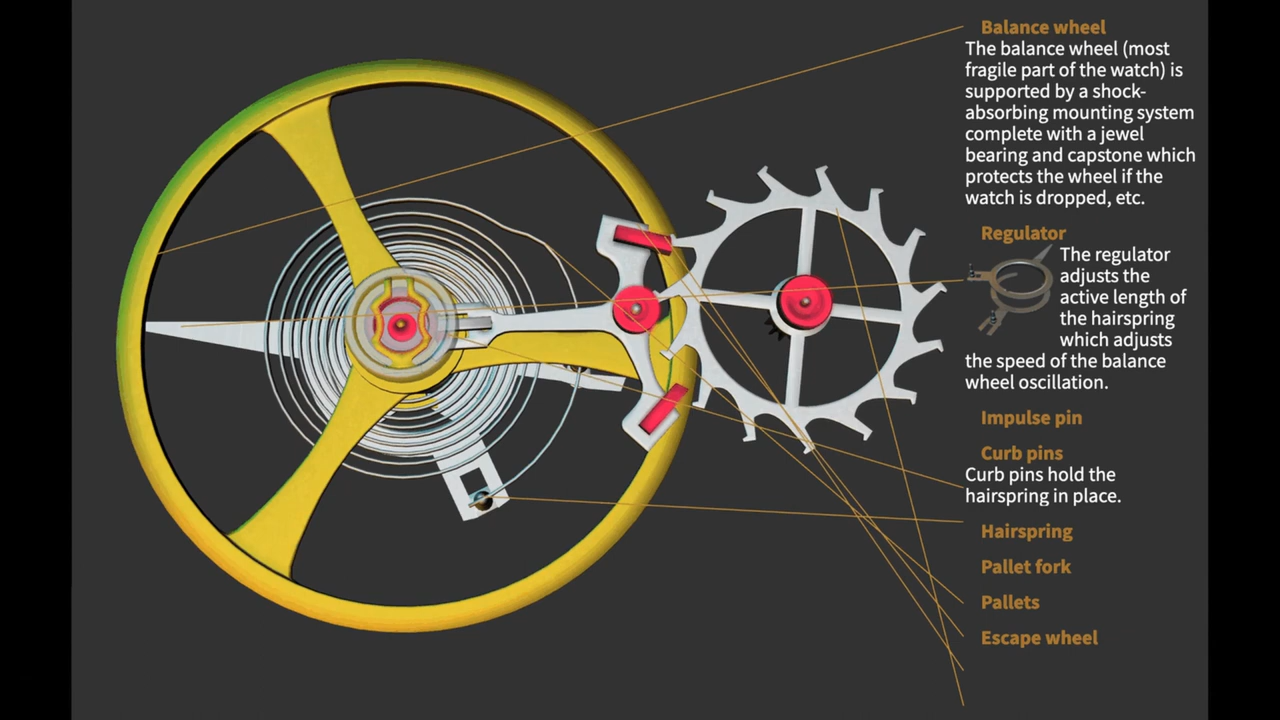 Balance wheel
The balance wheel (most
fragile part of the watch) is
supported by a shock-
absorbing mounting system
complete with a jewel
bearing and capstone which
protects the wheel if the
watch is dropped, etc.
Regulator
The regulator
adjusts the
active length of
the hairspring
which adjusts
the speed of the balance
wheel oscillation.
Impulse pin
Curb pins
Curb pins hold the
hairspring in place.
Hairspring
Pallet fork
Pallets
Escape wheel